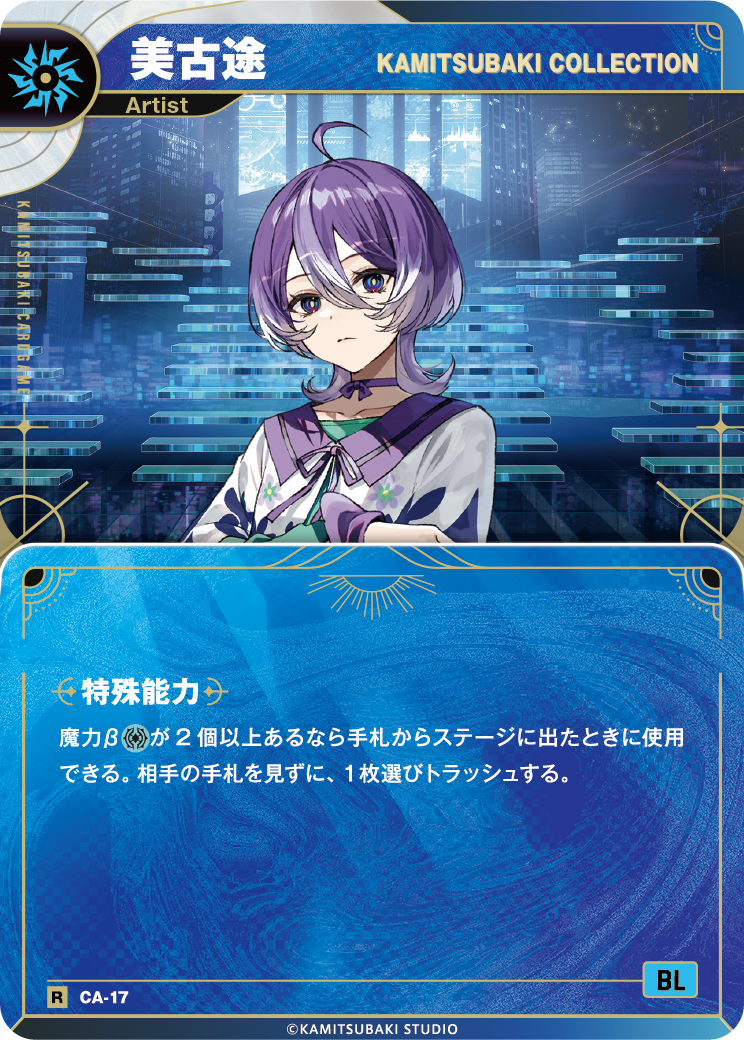 美古途
KAMITSUBAKI COLLECTION
Artist
KAMITSUBAKI CARDGAME
特殊能力
魔力βが2個以上あるなら手札からステージに出たときに使用
できる。相手の手札を見ずに、1枚選びトラッシュする。
BL
R CA-17
©KAMITSUBAKI STUDIO